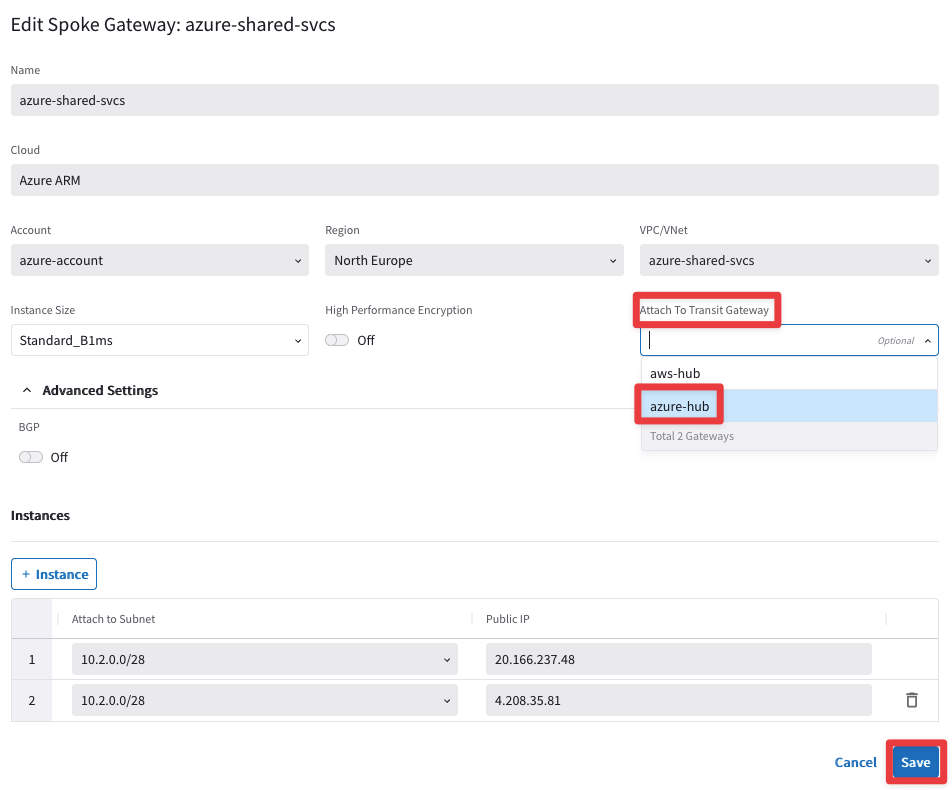 Edit Spoke Gateway: azure-shared-svcs
Name
azure-shared-svcs
Cloud
Azure ARM
Account Region VPC/VNet
azure-account North Europe azure-shared-svcs
Instance Size High Performance Encryption Attach To Transit Gateway
Standard_B1ms Off Optional
aws-hub
Advanced Settings
azure-hub
BGP
Total 2 Gateways
Off
Instances
+ Instance
Attach to Subnet Public IP
1 10.2.0.0/28 20.166.237.48
2 10.2.0.0/28 4.208.35.81
Cancel Save